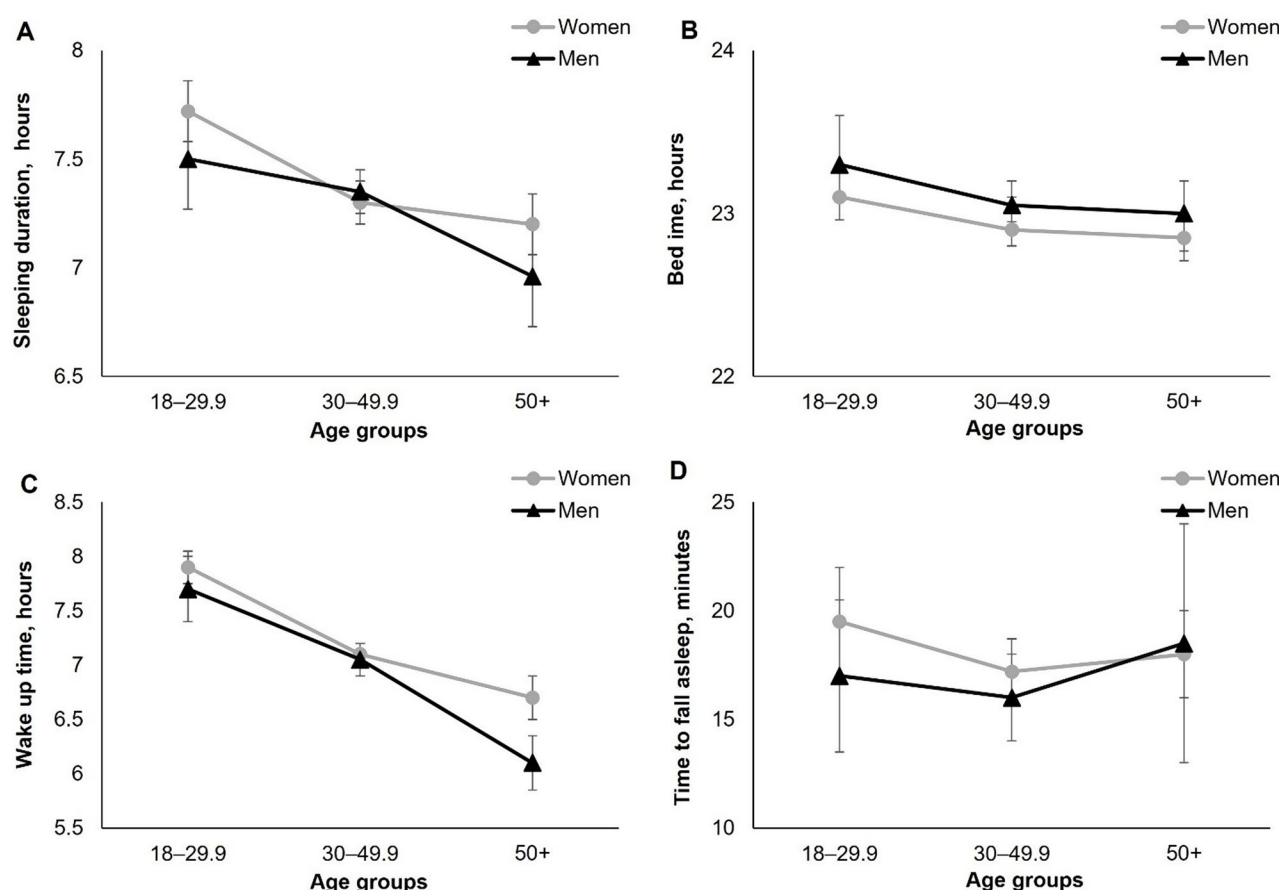 A
Women
Men
8
7.5
7
6.5
Sleeping duration, hours
18–29.9
30–49.9
50+
Age groups
B
Women
Men
24
23
22
Bed ime, hours
18–29.9
30–49.9
50+
Age groups
C
Women
Men
8.5
8
7.5
7
6.5
6
5.5
Wake up time, hours
18–29.9
30–49.9
50+
Age groups
D
Women
Men
25
20
15
10
Time to fall asleep, minutes
18–29.9
30–49.9
50+
Age groups